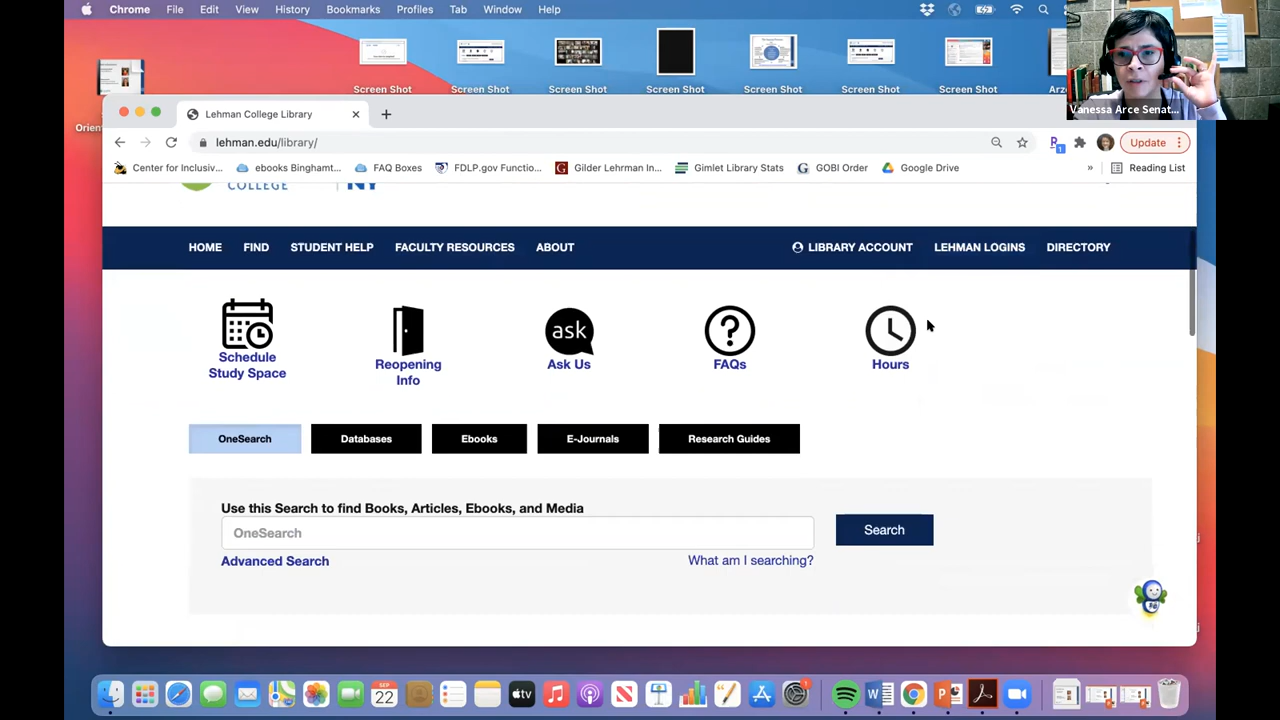 Chrome File Edit View History Bookmarks Profiles Tab Window Help
Screen Shot Screen Shot Screen Shot Screen Shot Screen Shot Screen Shot Screen Shot
Vanessa Arce Senat...
Lehman College Library
lehman.edu/library/
Update
Center for Inclusiv... ebooks Binghamt... FAQ Boxes FDLP.gov Functio... Gilder Lehrman In... Gimlet Library Stats GOBI Order Google Drive » Reading List
COLLEGE
HOME FIND STUDENT HELP FACULTY RESOURCES ABOUT LIBRARY ACCOUNT LEHMAN LOGINS DIRECTORY
ask
Schedule
Study Space
Reopening
Info
Ask Us
FAQs
Hours
OneSearch Databases Ebooks E-Journals Research Guides
Use this Search to find Books, Articles, Ebooks, and Media
OneSearch
Search
Advanced Search What am I searching?
SEP
22
tv